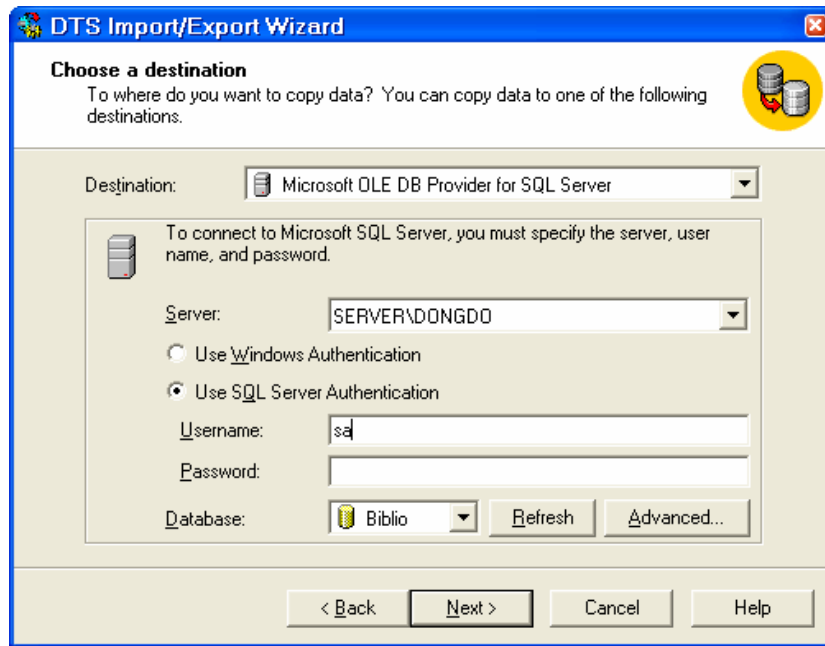 DTS Import/Export Wizard
Choose a destination
To where do you want to copy data? You can copy data to one of the following
destinations.
Destination: Microsoft OLE DB Provider for SQL Server
To connect to Microsoft SQL Server, you must specify the server, user
name, and password.
Server: SERVER\DONGDO
Use Windows Authentication
Use SQL Server Authentication
Username: sa
Password:
Database: Biblio Refresh Advanced...
< Back Next > Cancel Help